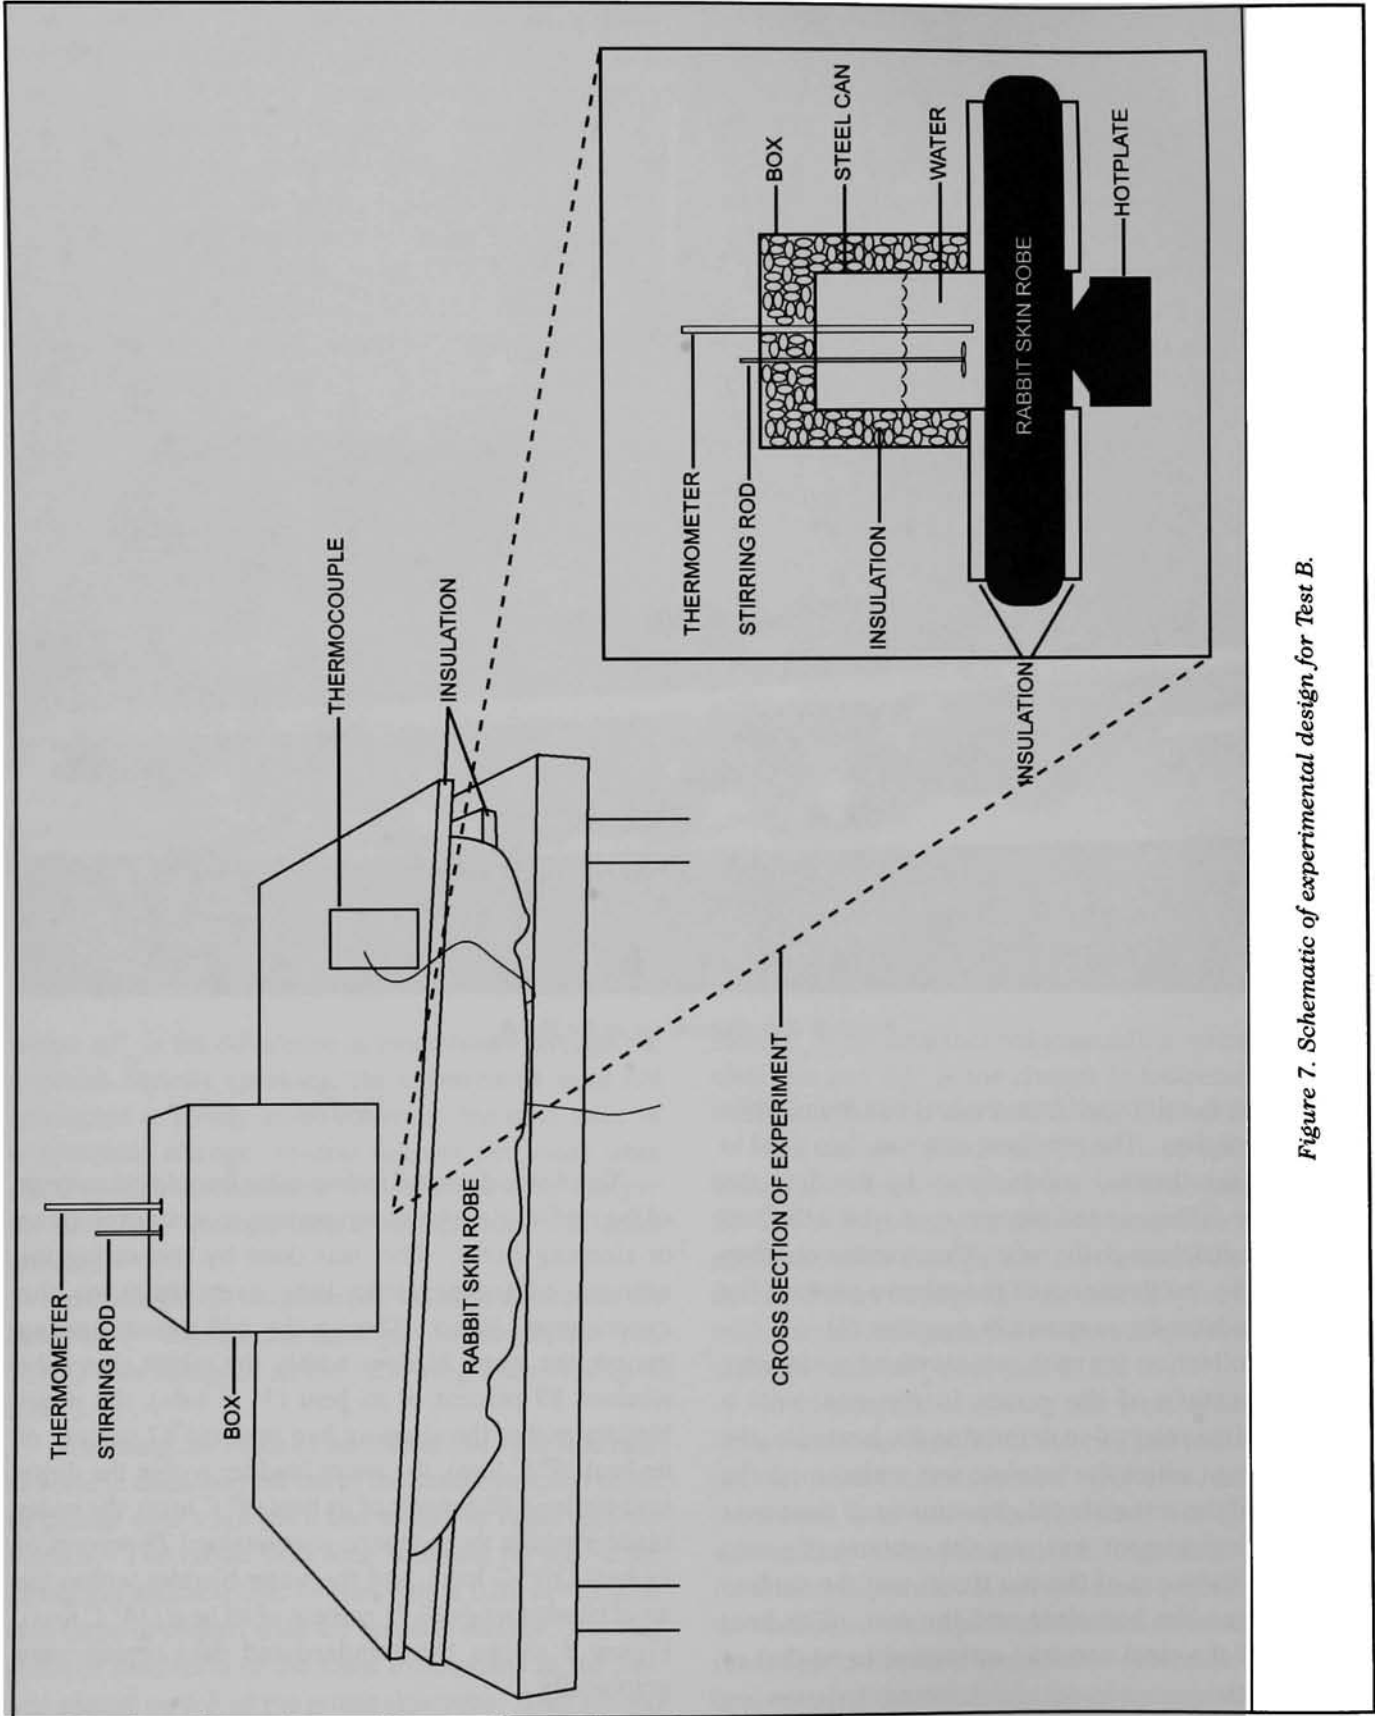 THERMOMETER
STIRRING ROD
BOX
THERMOCOUPLE
INSULATION
RABBIT SKIN ROBE
CROSS SECTION OF EXPERIMENT
THERMOMETER
STIRRING ROD
INSULATION
BOX
STEEL CAN
WATER
RABBIT SKIN ROBE
HOTPLATE
INSULATION
Figure 7. Schematic of experimental design for Test B.